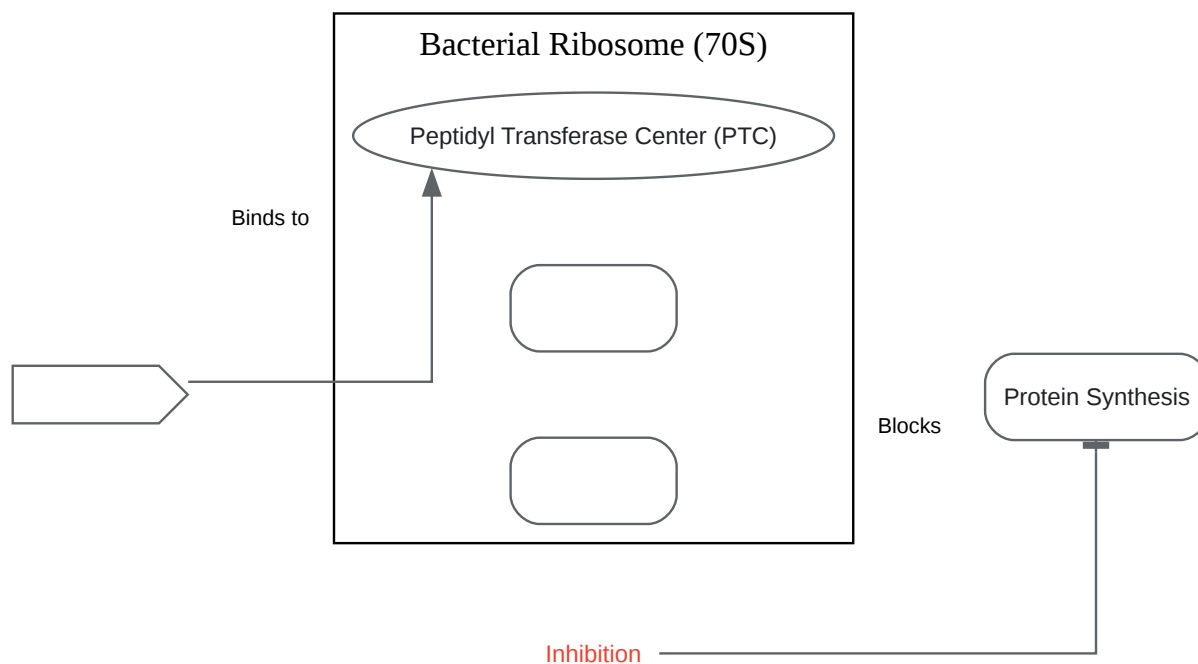 Bacterial Ribosome (70S)
Peptidyl Transferase Center (PTC)
Binds to
Protein Synthesis
Blocks
Inhibition